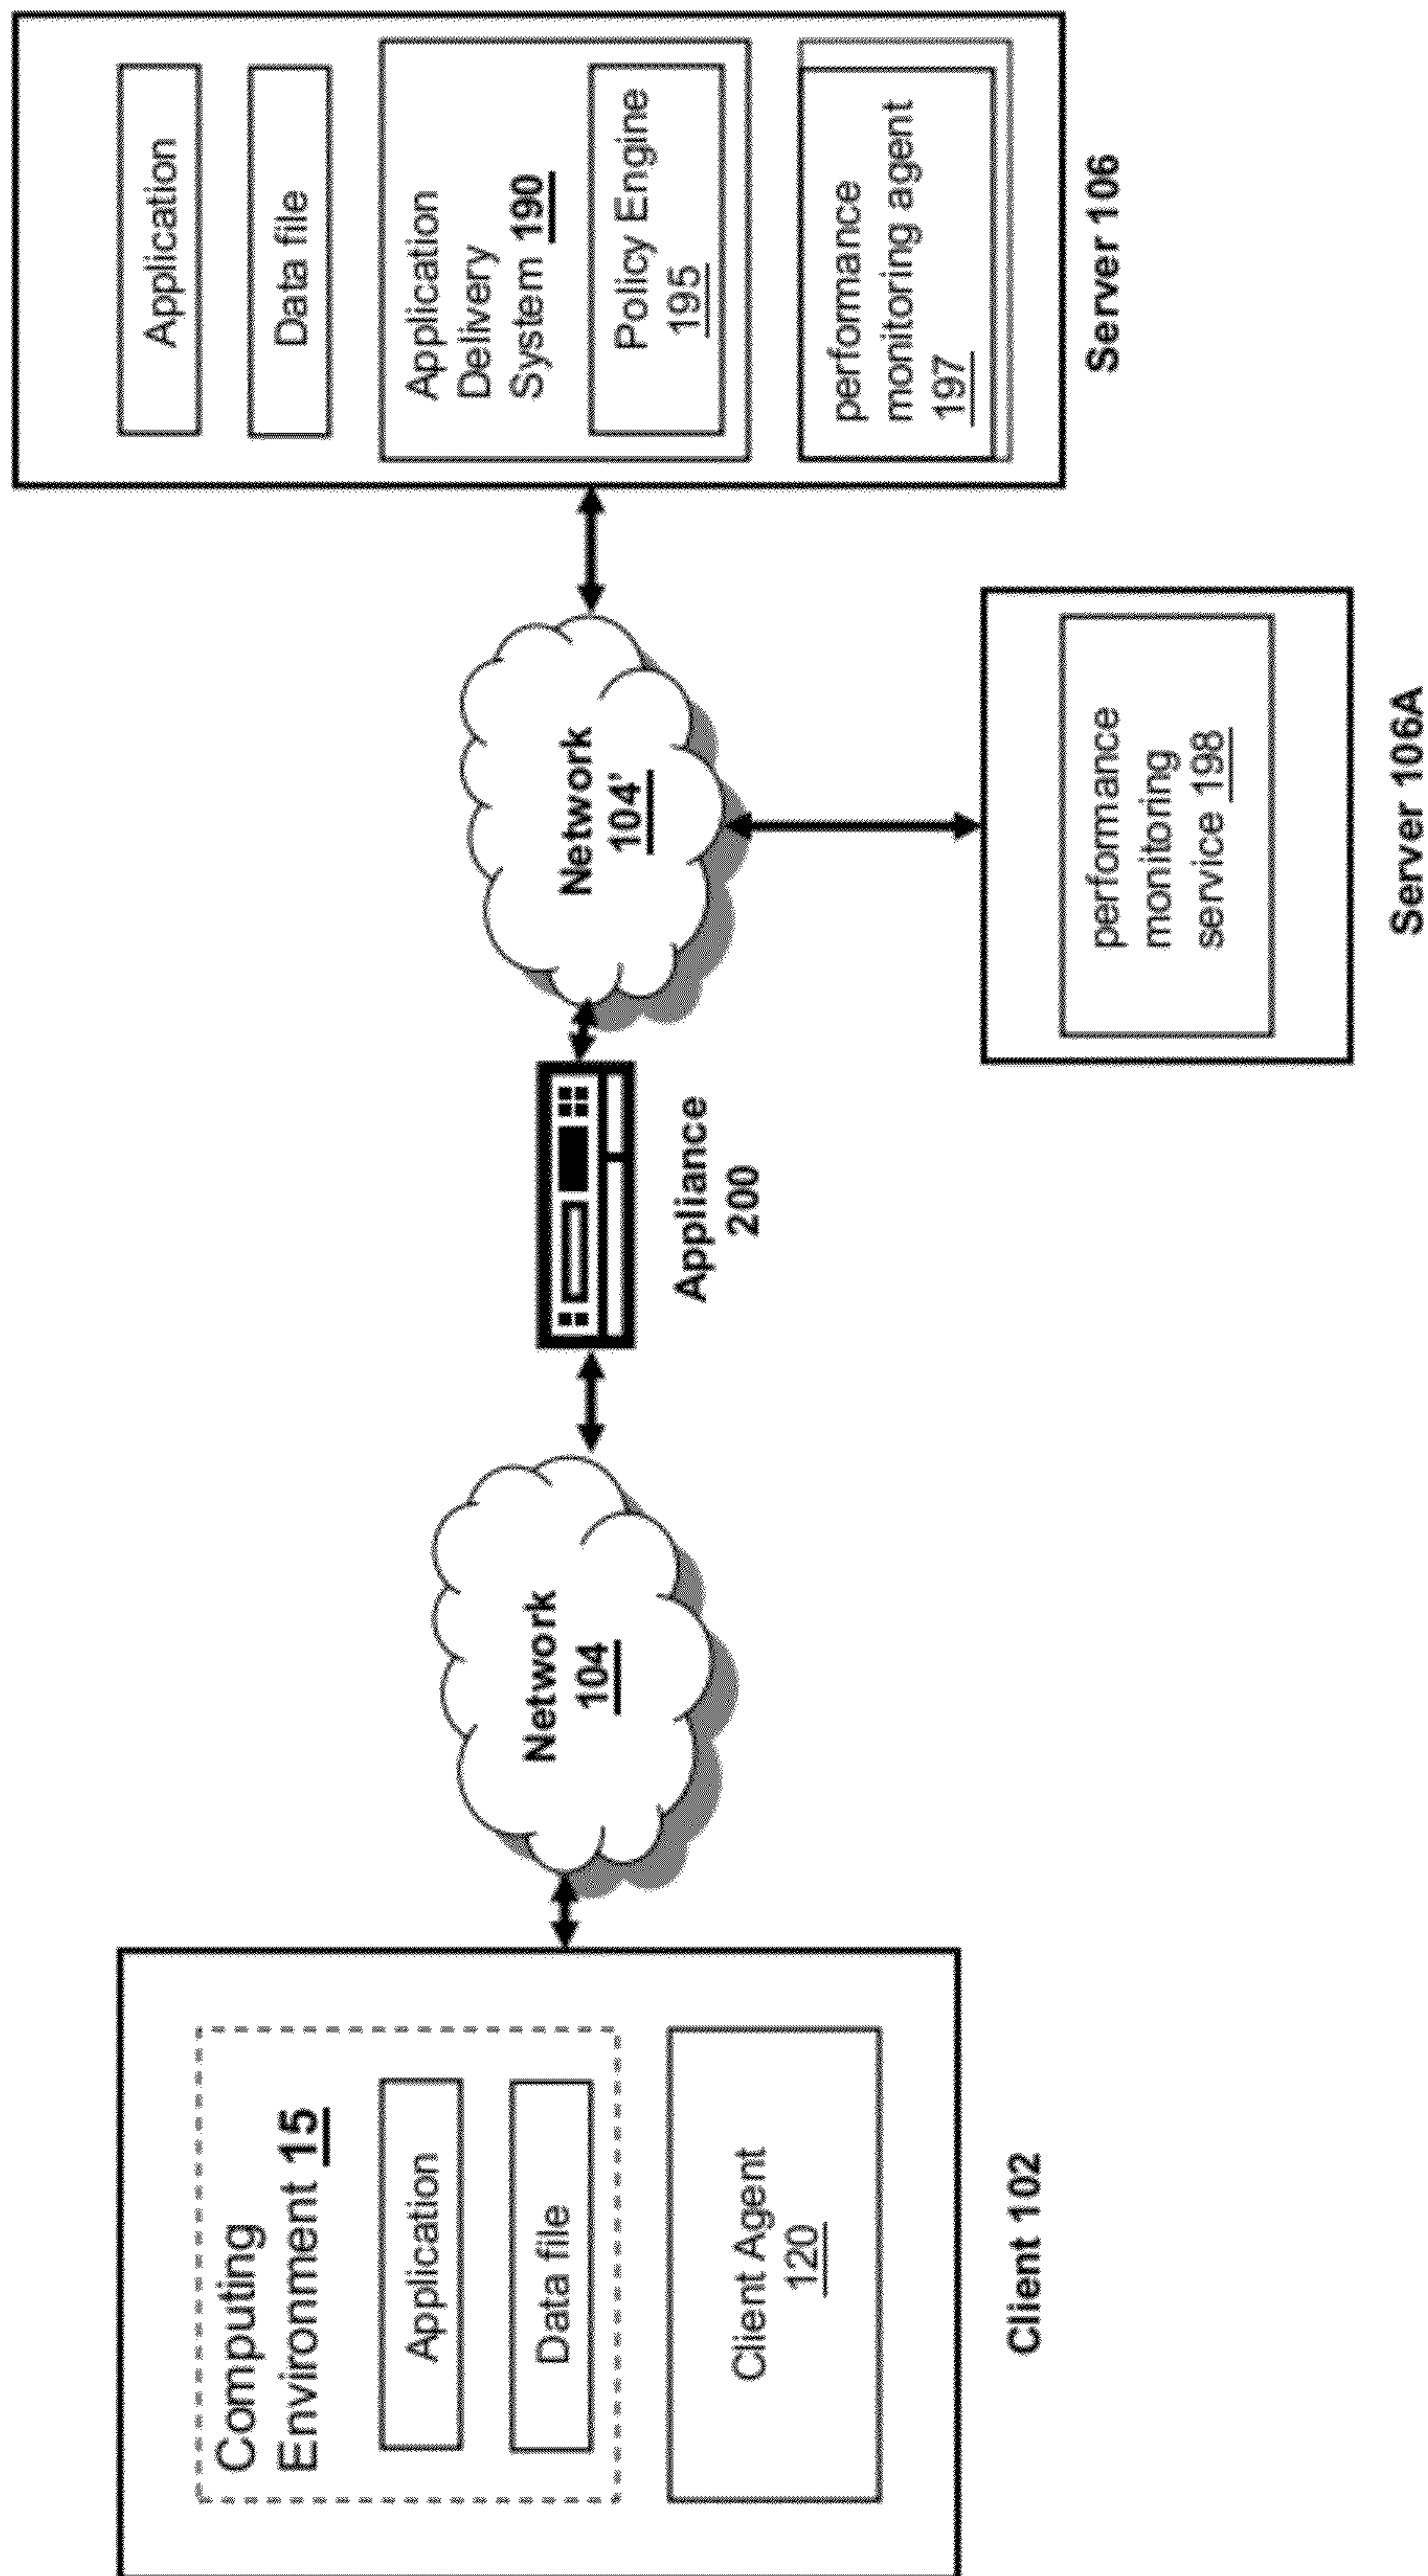 Computing
Environment 15
Application
Data file
Client Agent
120
Client 102
Network
104
Appliance
200
Network
104'
performance
monitoring
service 198
Server 106A
Application
Data file
Application
Delivery
System 190
Policy Engine
195
performance
monitoring agent
197
Server 106